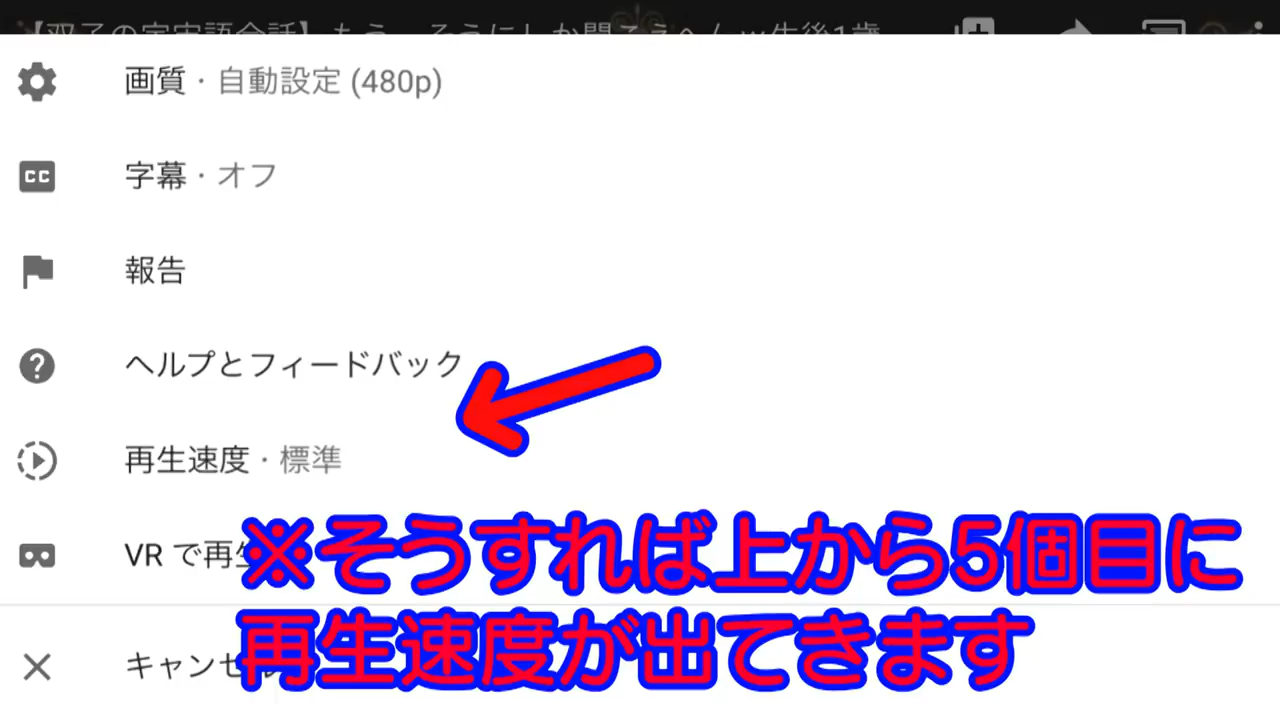 画質・自動設定 (480p)
字幕・オフ
報告
ヘルプとフィードバック
再生速度・標準
VR で再生
※そうすれば上から5個目に
再生速度が出てきます
キャンセル